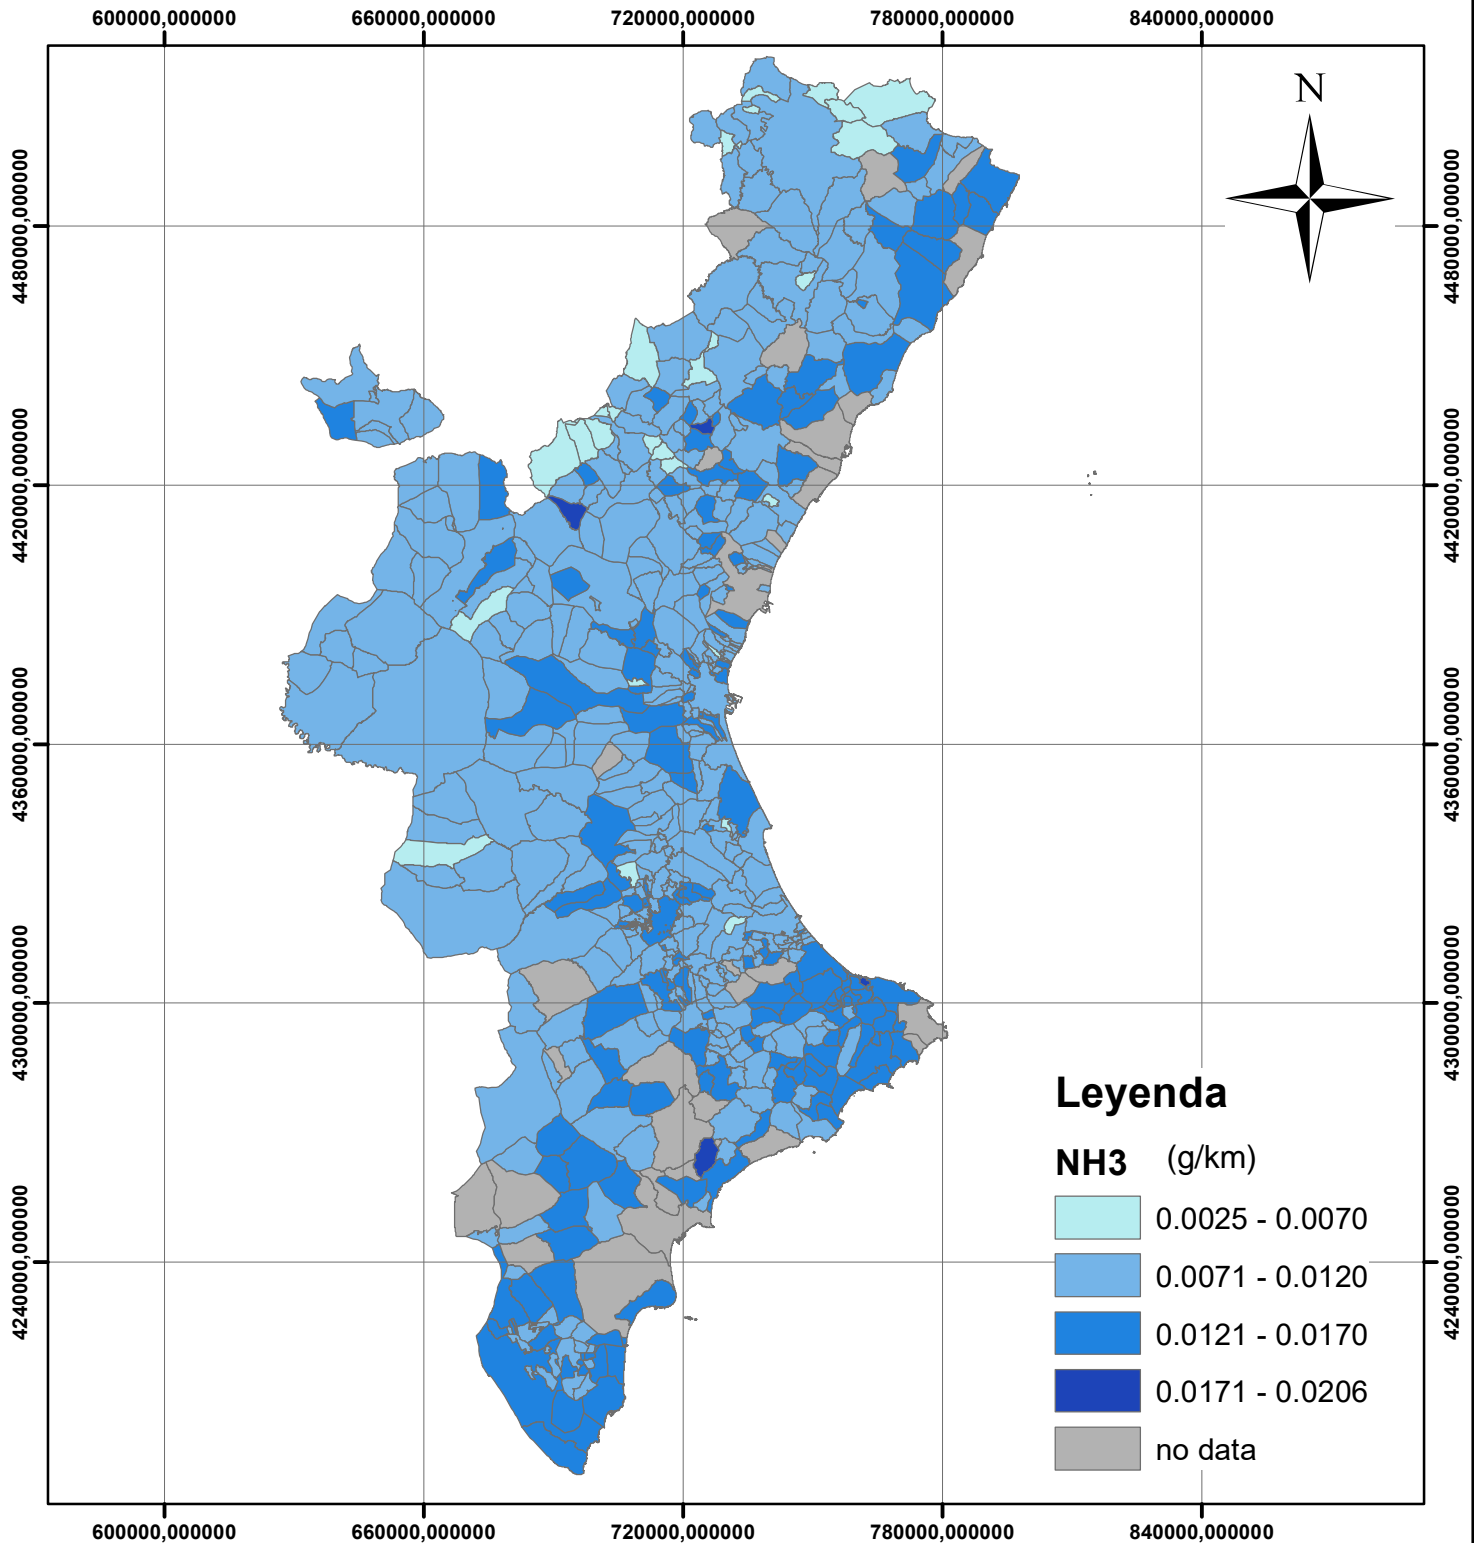 600000,000000 660000,000000 720000,000000 780000,000000 840000,000000
N
4480000,000000 4480000,000000
4420000,000000 4420000,000000
4360000,000000 4360000,000000
4300000,000000 4300000,000000
4240000,000000 4240000,000000
Leyenda
NH3 (g/km)
0.0025 - 0.0070
0.0071 - 0.0120
0.0121 - 0.0170
0.0171 - 0.0206
no data
600000,000000 660000,000000 720000,000000 780000,000000 840000,000000